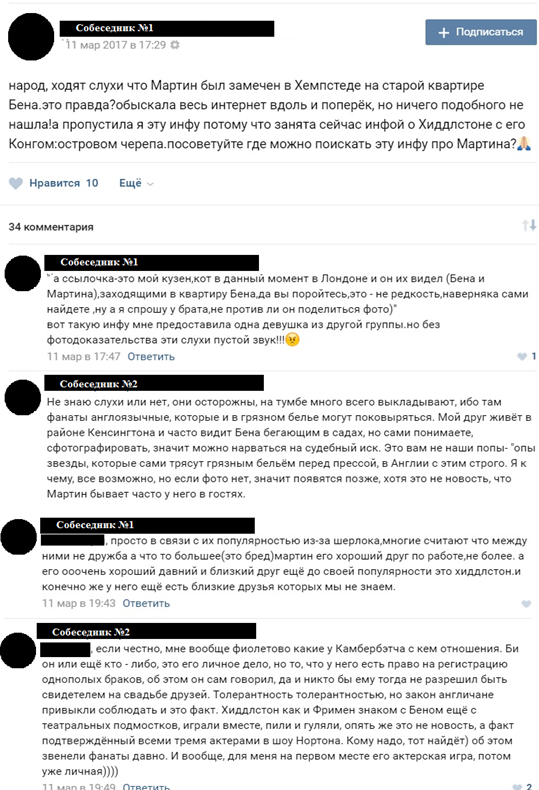 Собеседник №1
11 мар 2017 в 17:29
Подписаться
народ, ходят слухи что Мартин был замечен в Хемпстеде на старой квартире
Бена.это правда?обыскала весь интернет вдоль и поперёк, но ничего подобного не
нашла!а пропустила я эту инфу потому что занята сейчас инфой о Хиддлстоне с его
Конгом:островом черепа.посоветуйте где можно поискать эту инфу про Мартина?🙏
Нравится 10 Ещё
34 комментария
Собеседник №1
"а ссылочка-это мой кузен,кот в данный момент в Лондоне и он их видел (Бена и
Мартина),заходящими в квартиру Бена,да вы поройтесь,это - не редкость,наверняка сами
найдете ,ну а я спрошу у брата,не против ли он поделиться фото)"
вот такую инфу мне предоставила одна девушка из другой группы.но без
фотодоказательства эти слухи пустой звук!!!😠
11 мар в 17:47 Ответить 1
Собеседник №2
Не знаю слухи или нет, они осторожны, на тумбе много всего выкладывают, ибо там
фанаты англоязычные, которые и в грязном белье могут поковыряться. Мой друг живёт в
районе Кенсингтона и часто видит Бена бегающим в садах, но сами понимаете,
сфотографировать, значит можно нарваться на судебный иск. Это вам не наши попы- "опы
звезды, которые сами трясут грязным бельём перед прессой, в Англии с этим строго. Я к
чему, все возможно, но если фото нет, значит появятся позже, хотя это не новость, что
Мартин бывает часто у него в гостях.
Собеседник №1
, просто в связи с их популярностью из-за шерлока,многие считают что между
ними не дружба а что то большее(это бред)мартин его хороший друг по работе,не более. а
его ооочень хороший давний и близкий друг ещё до своей популярности это хиддлстон.и
конечно же у него ещё есть близкие друзья которых мы не знаем.
11 мар в 19:43 Ответить
Собеседник №2
, если честно, мне вообще фиолетово какие у Камбербэтча с кем отношения. Би
он или ещё кто - либо, это его личное дело, но то, что у него есть право на регистрацию
однополых браков, об этом он сам говорил, да и никто бы ему тогда не разрешил быть
свидетелем на свадьбе друзей. Толерантность толерантностью, но закон англичане
привыкли соблюдать и это факт. Хиддлстон как и Фримен знаком с Беном ещё с
театральных подмостков, играли вместе, пили и гуляли, опять же это не новость, а факт
подтверждённый всеми тремя актерами в шоу Нортона. Кому надо, тот найдёт) об этом
звенели фанаты давно. И вообще, для меня на первом месте его актерская игра, потом
уже личная))))
11 мар в 19:49 Ответить 2